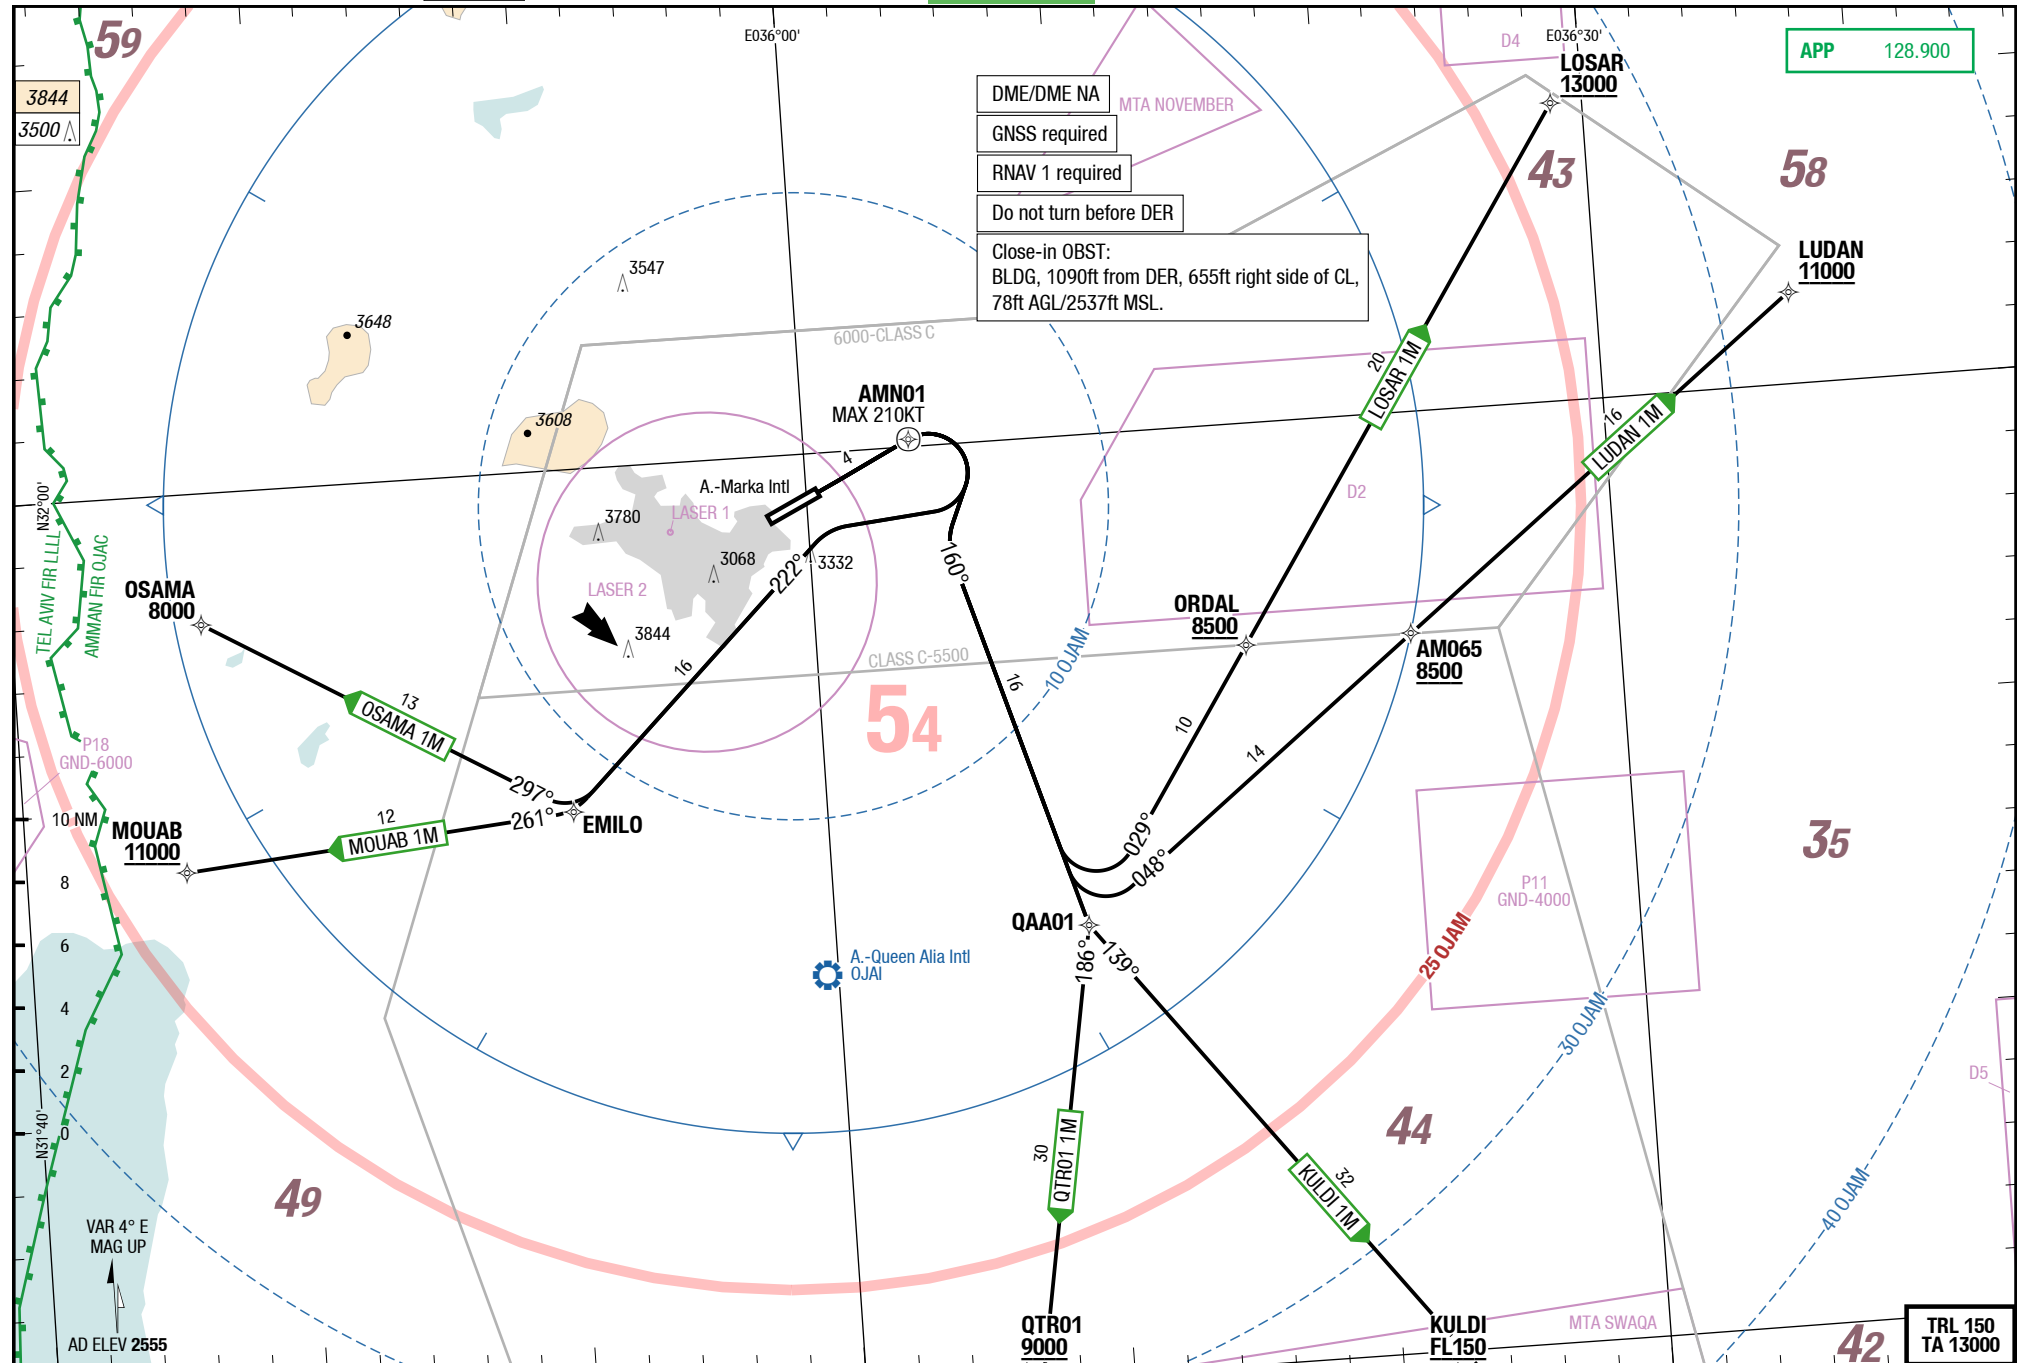 59
E036°00'
E036°30'
D4
APP 128.900
LOSAR
13000
3844
3500
DME/DME NA
MTA NOVEMBER
GNSS required
RNAV 1 required
Do not turn before DER
Close-in OBST:
BLDG, 1090ft from DER, 655ft right side of CL,
78ft AGL/2537ft MSL.
43
58
LUDAN
11000
3547
3648
6000-CLASS C
20
LOSAR 1M
AMN01
MAX 210KT
3608
4
16
LUDAN 1M
A.-Marka Intl
D2
N32°00'
LASER 1
3780
3068
222°
3332
160°
TEL AVIV FIR LLLL
AMMAN FIR OJAC
OSAMA
8000
LASER 2
ORDAL
8500
3844
CLASS C-5500
10 OJAM
AM065
8500
16
16
54
13
OSAMA 1M
10
14
P18
GND-6000
297°
261°
EMILO
12
MOUAB 1M
MOUAB
11000
10 NM
029°
048°
35
8
P11
GND-4000
QAA01
6
186°
139°
25 OJAM
A.-Queen Alia Intl
OJAI
4
30 OJAM
2
D5
N31°40'
0
30
QTR01 1M
44
32
KULDI 1M
49
40 OJAM
VAR 4° E
MAG UP
AD ELEV 2555
QTR01
9000
KULDI
FL150
MTA SWAQA
42
TRL 150
TA 13000